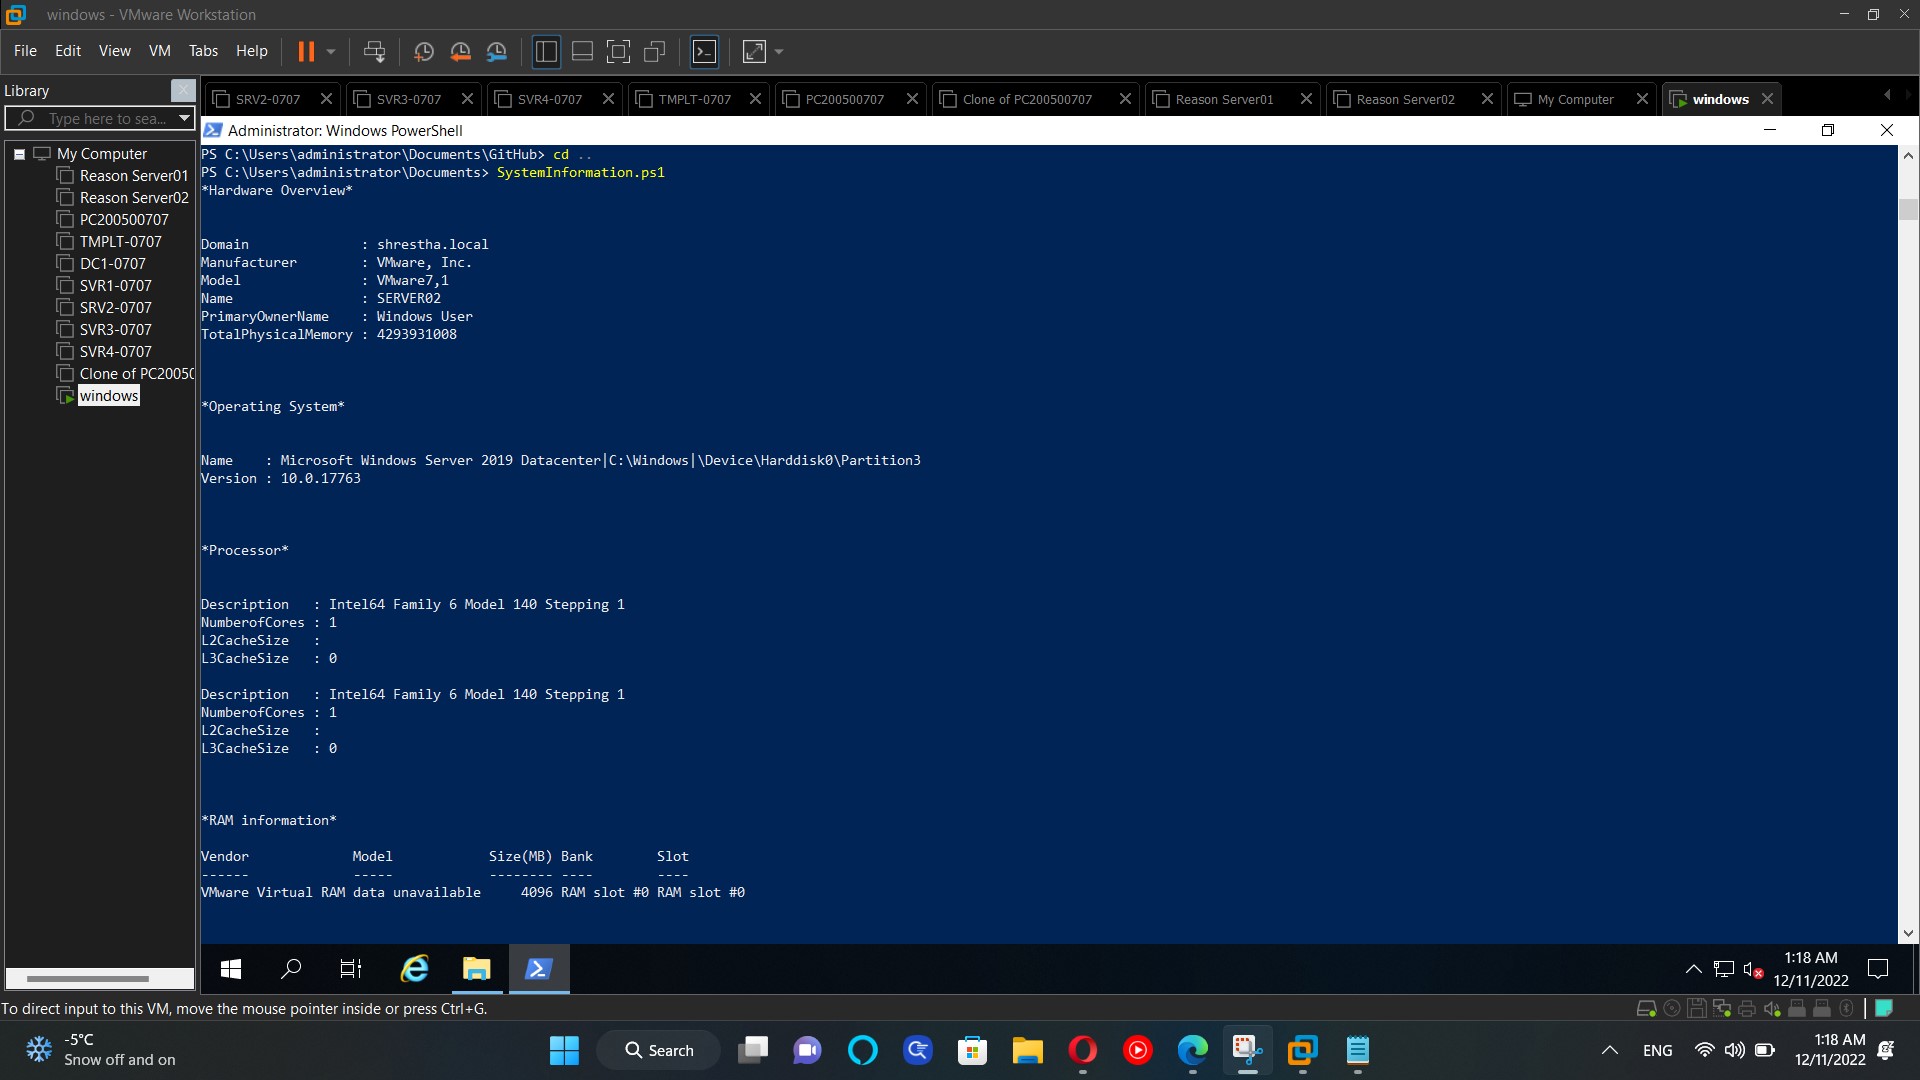 windows - VMware Workstation
File Edit View VM Tabs Help
Library
Type here to sea...
My Computer
Reason Server01
Reason Server02
PC200500707
TMPLT-0707
DC1-0707
SVR1-0707
SRV2-0707
SVR3-0707
SVR4-0707
Clone of PC20050
windows
SRV2-0707 SVR3-0707 SVR4-0707 TMPLT-0707 PC200500707 Clone of PC200500707 Reason Server01 Reason Server02 My Computer windows
Administrator: Windows PowerShell
PS C:\Users\administrator\Documents\GitHub> cd ..
PS C:\Users\administrator\Documents> SystemInformation.ps1
*Hardware Overview*
Domain : shrestha.local
Manufacturer : VMware, Inc.
Model : VMware7,1
Name : SERVER02
PrimaryOwnerName : Windows User
TotalPhysicalMemory : 4293931008
*Operating System*
Name : Microsoft Windows Server 2019 Datacenter|C:\Windows|\Device\Harddisk0\Partition3
Version : 10.0.17763
*Processor*
Description : Intel64 Family 6 Model 140 Stepping 1
NumberofCores : 1
L2CacheSize :
L3CacheSize : 0
Description : Intel64 Family 6 Model 140 Stepping 1
NumberofCores : 1
L2CacheSize :
L3CacheSize : 0
*RAM information*
Vendor Model Size(MB) Bank Slot
------ ----- -------- ---- ----
VMware Virtual RAM data unavailable 4096 RAM slot #0 RAM slot #0
1:18 AM
12/11/2022
To direct input to this VM, move the mouse pointer inside or press Ctrl+G.
-5°C
Snow off and on
Search
ENG
1:18 AM
12/11/2022